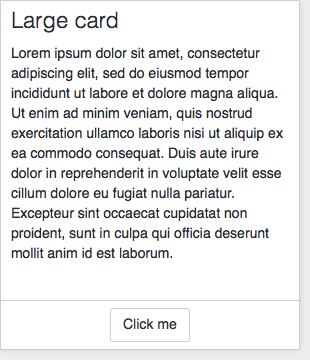 Large card
Lorem ipsum dolor sit amet, consectetur
adipiscing elit, sed do eiusmod tempor
incididunt ut labore et dolore magna aliqua.
Ut enim ad minim veniam, quis nostrud
exercitation ullamco laboris nisi ut aliquip ex
ea commodo consequat. Duis aute irure
dolor in reprehenderit in voluptate velit esse
cillum dolore eu fugiat nulla pariatur.
Excepteur sint occaecat cupidatat non
proident, sunt in culpa qui officia deserunt
mollit anim id est laborum.
Click me